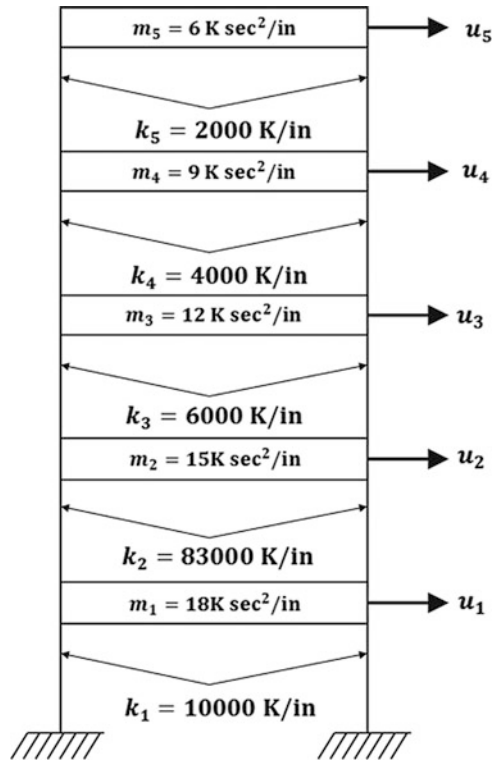 m₅ = 6 K sec²/in
u₅
k₅ = 2000 K/in
m₄ = 9 K sec²/in
u₄
k₄ = 4000 K/in
m₃ = 12 K sec²/in
u₃
k₃ = 6000 K/in
m₂ = 15K sec²/in
u₂
k₂ = 83000 K/in
m₁ = 18K sec²/in
u₁
k₁ = 10000 K/in